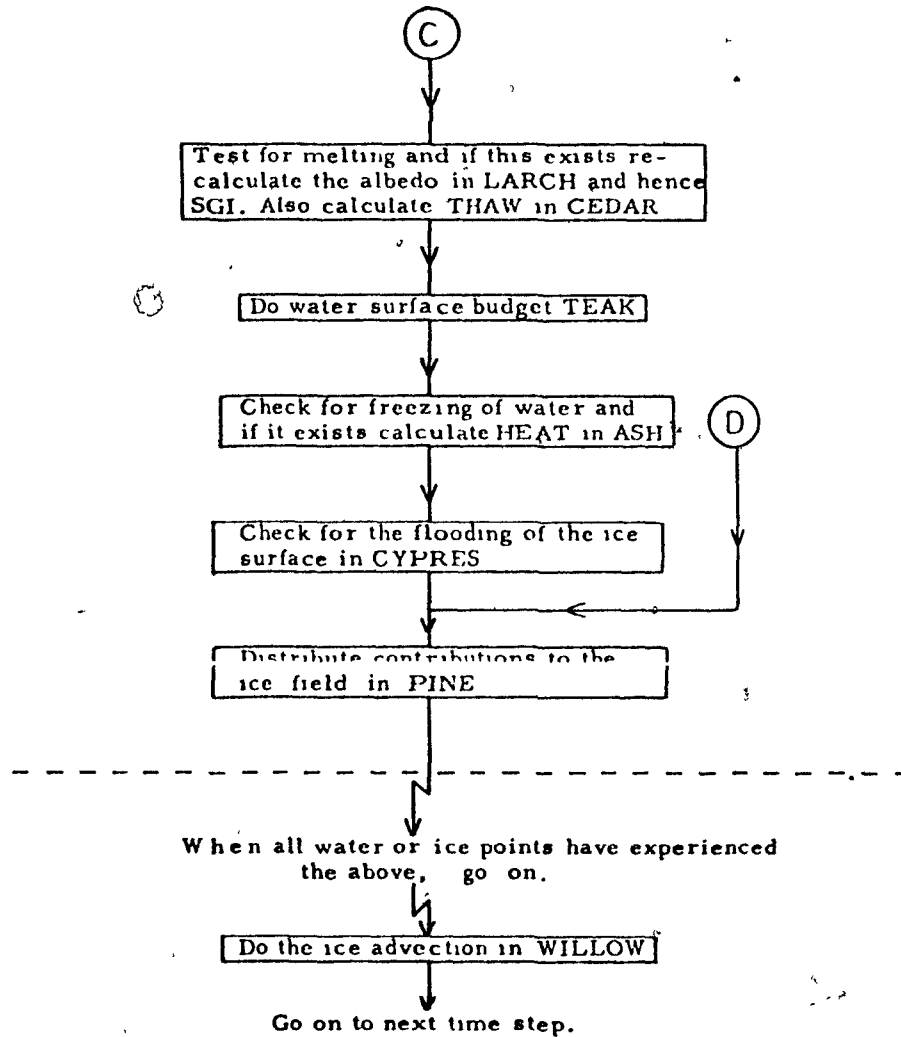 C
Test for melting and if this exists re-
calculate the albedo in LARCH and hence
SGI. Also calculate THAW in CEDAR
Do water surface budget TEAK
Check for freezing of water and
if it exists calculate HEAT in ASH
D
Check for the flooding of the ice
surface in CYPRES
Distribute contributions to the
ice field in PINE
When all water or ice points have experienced
the above, go on.
Do the ice advection in WILLOW
Go on to next time step.